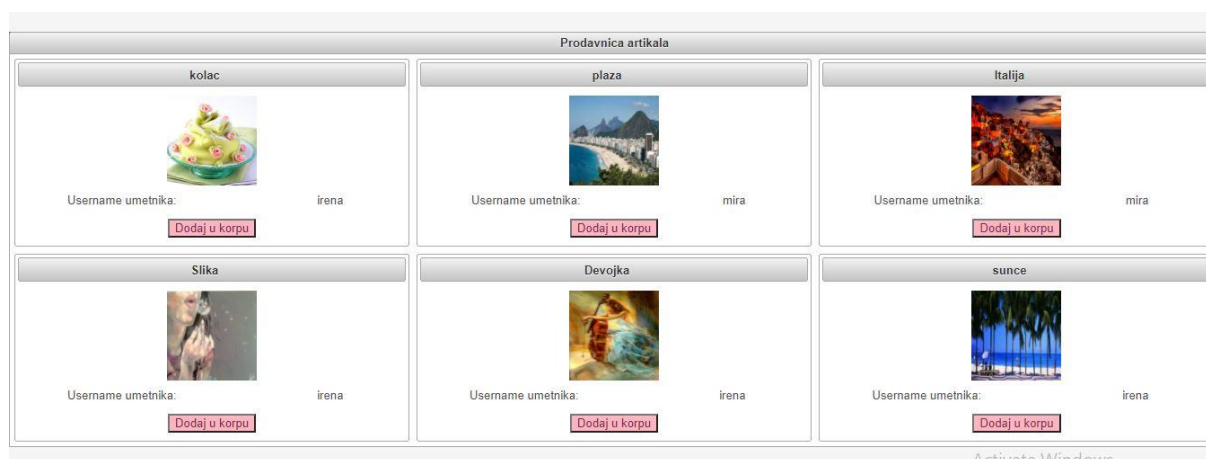 Prodavnica artikala
kolac
plaza
Italija
Username umetnika: irena
Username umetnika: mira
Username umetnika: mira
Dodaj u korpu
Dodaj u korpu
Dodaj u korpu
Slika
Devojka
sunce
Username umetnika: irena
Username umetnika: irena
Username umetnika: irena
Dodaj u korpu
Dodaj u korpu
Dodaj u korpu
Activate Windows